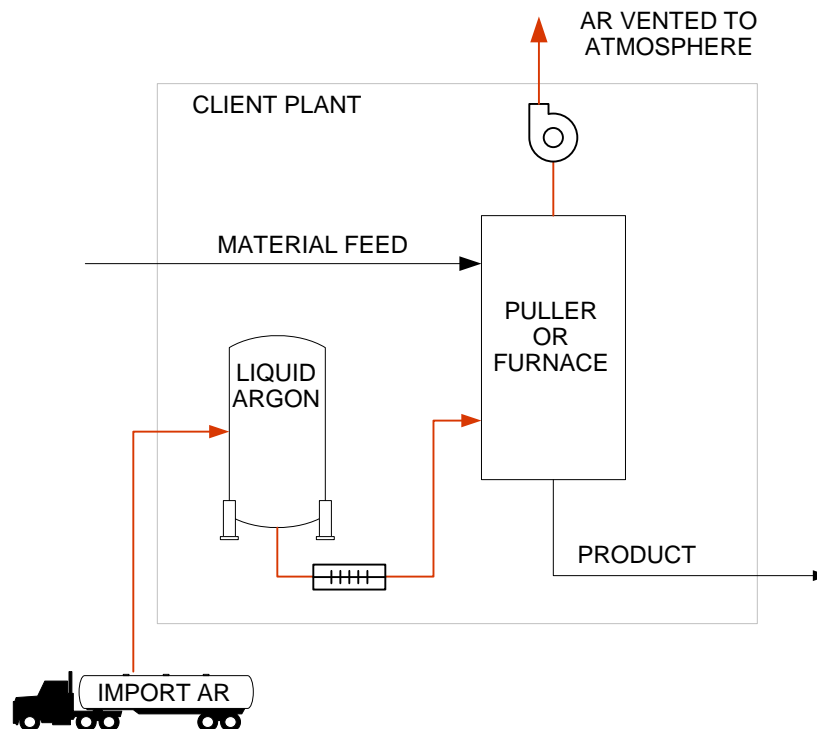 AR VENTED TO
ATMOSPHERE
CLIENT PLANT
MATERIAL FEED
PULLER
OR
FURNACE
LIQUID
ARGON
PRODUCT
IMPORT AR